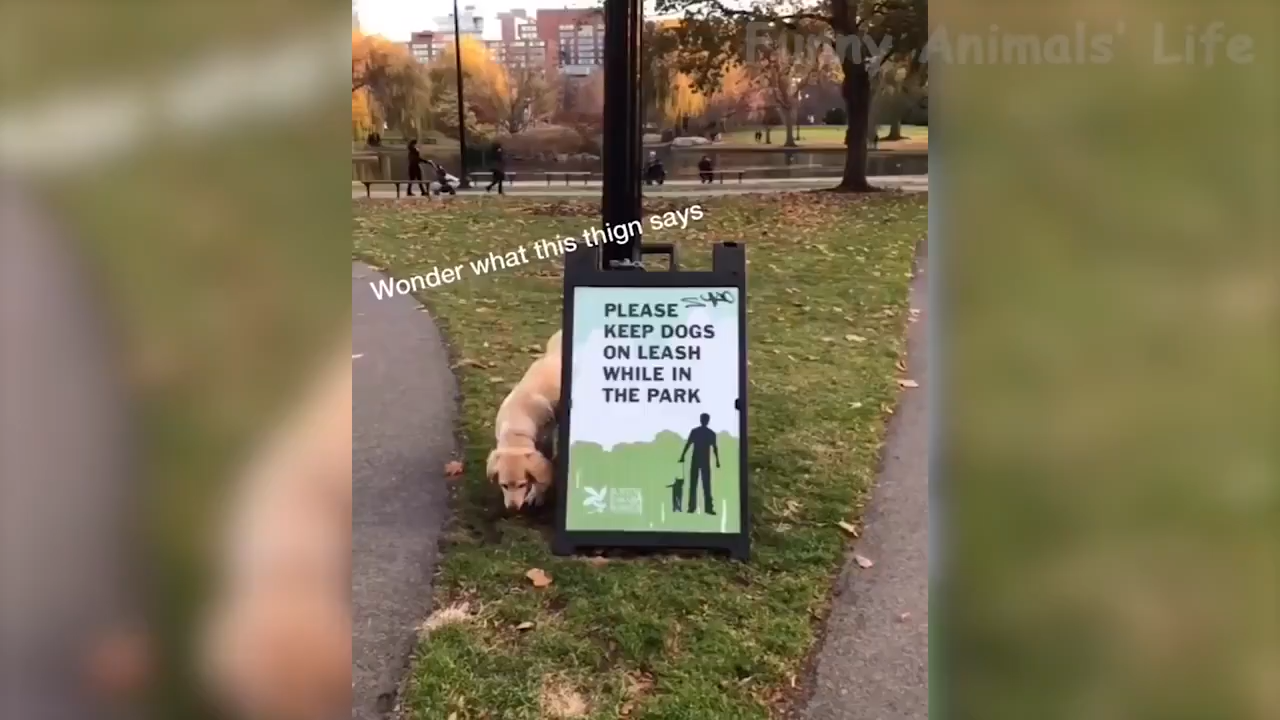 Funny Animals' Life
Wonder what this thign says
PLEASE
KEEP DOGS
ON LEASH
WHILE IN
THE PARK